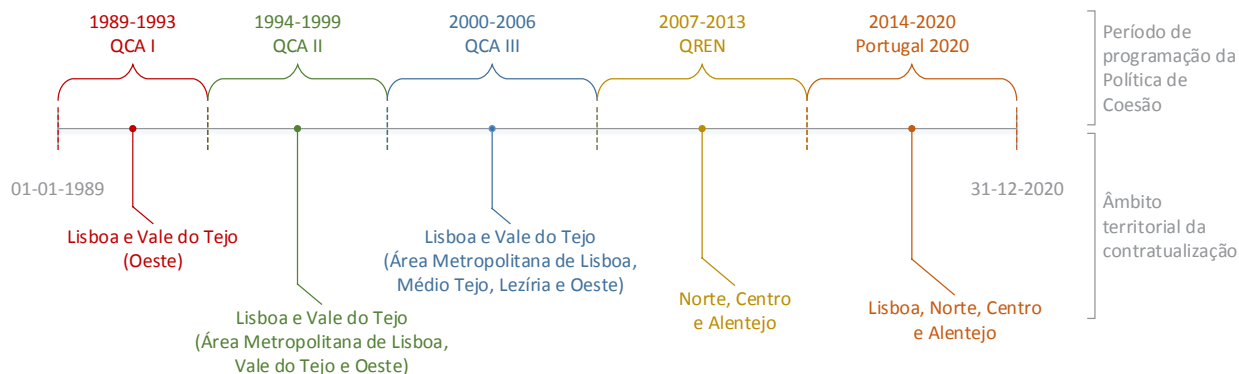 1989-1993
QCA I
1994-1999
QCA II
2000-2006
QCA III
2007-2013
QREN
2014-2020
Portugal 2020
Período de
programação da
Política de
Coesão
01-01-1989
31-12-2020
Lisboa e Vale do Tejo
(Oeste)
Lisboa e Vale do Tejo
(Área Metropolitana de Lisboa,
Vale do Tejo e Oeste)
Lisboa e Vale do Tejo
(Área Metropolitana de Lisboa,
Médio Tejo, Lezíria e Oeste)
Norte, Centro
e Alentejo
Lisboa, Norte, Centro
e Alentejo
Âmbito
territorial da
contratualização